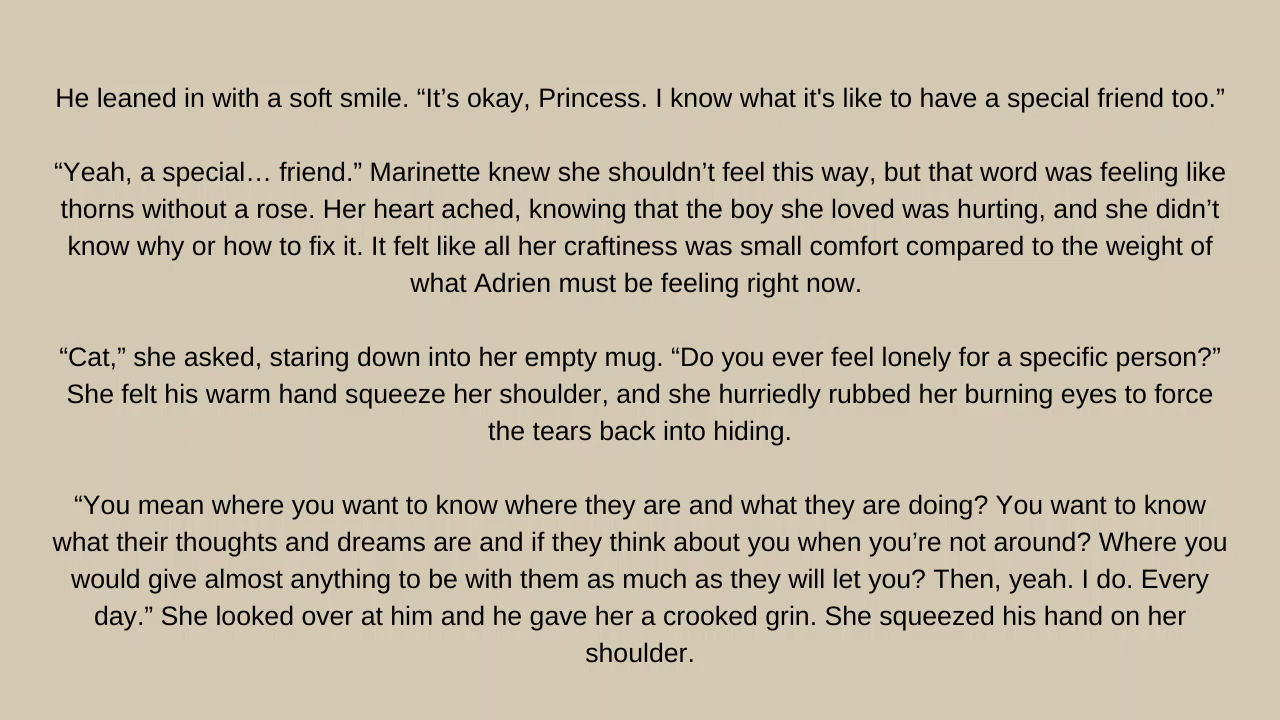 He leaned in with a soft smile. “It’s okay, Princess. I know what it's like to have a special friend too.”
“Yeah, a special… friend.” Marinette knew she shouldn’t feel this way, but that word was feeling like
thorns without a rose. Her heart ached, knowing that the boy she loved was hurting, and she didn’t
know why or how to fix it. It felt like all her craftiness was small comfort compared to the weight of
what Adrien must be feeling right now.
“Cat,” she asked, staring down into her empty mug. “Do you ever feel lonely for a specific person?”
She felt his warm hand squeeze her shoulder, and she hurriedly rubbed her burning eyes to force
the tears back into hiding.
“You mean where you want to know where they are and what they are doing? You want to know
what their thoughts and dreams are and if they think about you when you’re not around? Where you
would give almost anything to be with them as much as they will let you? Then, yeah. I do. Every
day.” She looked over at him and he gave her a crooked grin. She squeezed his hand on her
shoulder.